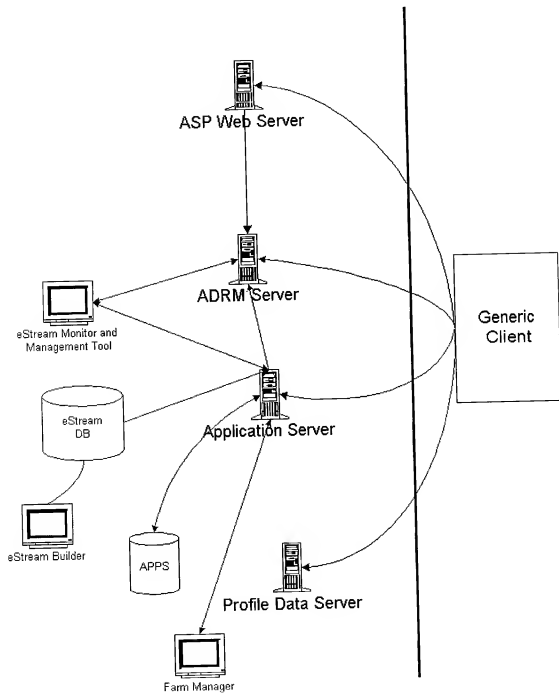 ASP Web Server
ADRM Server
Generic
Client
eStream Monitor and
Management Tool
eStream
DB
Application Server
eStream Builder
APPS
Profile Data Server
Farm Manager